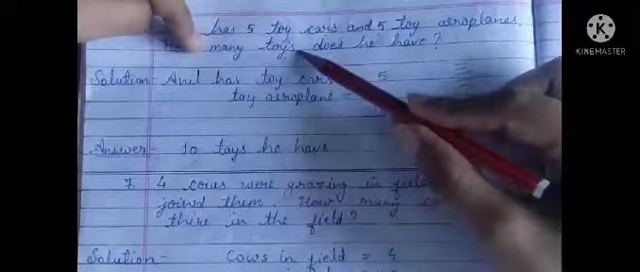 has 5 toy cars and 5 toy aeroplanes.
many toys does he have?
Solution- Anil has toy cars 5
toy aeroplane
Answer- 10 toys he have
7. 4 cows were grazing in
joined them. How many
there in the field?
Solution- Cows in field = 4
K
KINEMASTER